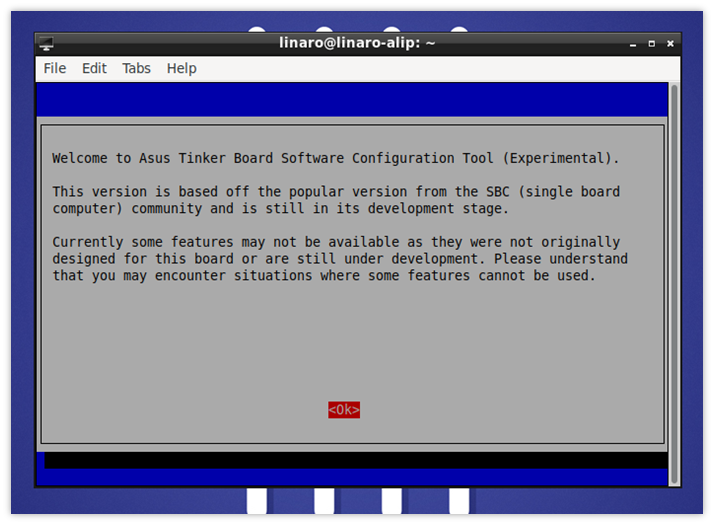 linaro@linaro-alip: ~
File Edit Tabs Help
Welcome to Asus Tinker Board Software Configuration Tool (Experimental).
This version is based off the popular version from the SBC (single board
computer) community and is still in its development stage.
Currently some features may not be available as they were not originally
designed for this board or are still under development. Please understand
that you may encounter situations where some features cannot be used.
<Ok>